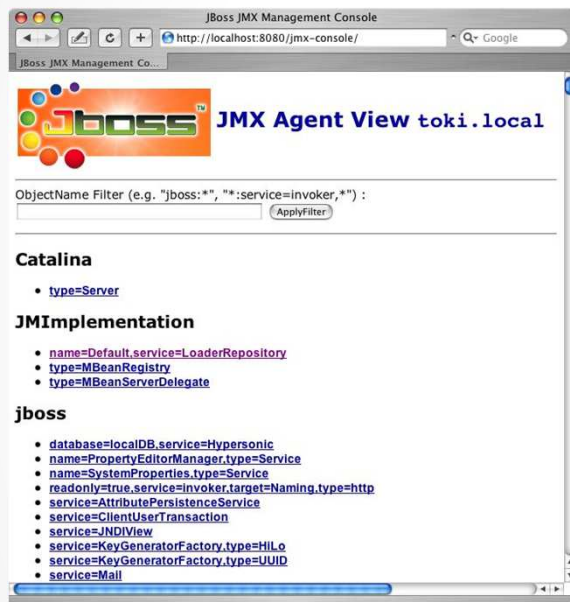 JBoss JMX Management Console
http://localhost:8080/jmx-console/
Google
JBoss JMX Management Co...
Jboss™
JMX Agent View toki.local
ObjectName Filter (e.g. "jboss:*", "*:service=invoker,*") :
ApplyFilter
Catalina
type=Server
JMImplementation
name=Default,service=LoaderRepository
type=MBeanRegistry
type=MBeanServerDelegate
jboss
database=localDB,service=Hypersonic
name=PropertyEditorManager,type=Service
name=SystemProperties,type=Service
readonly=true,service=invoker,target=Naming,type=http
service=AttributePersistenceService
service=ClientUserTransaction
service=JNDIView
service=KeyGeneratorFactory,type=HiLo
service=KeyGeneratorFactory,type=UUID
service=Mail